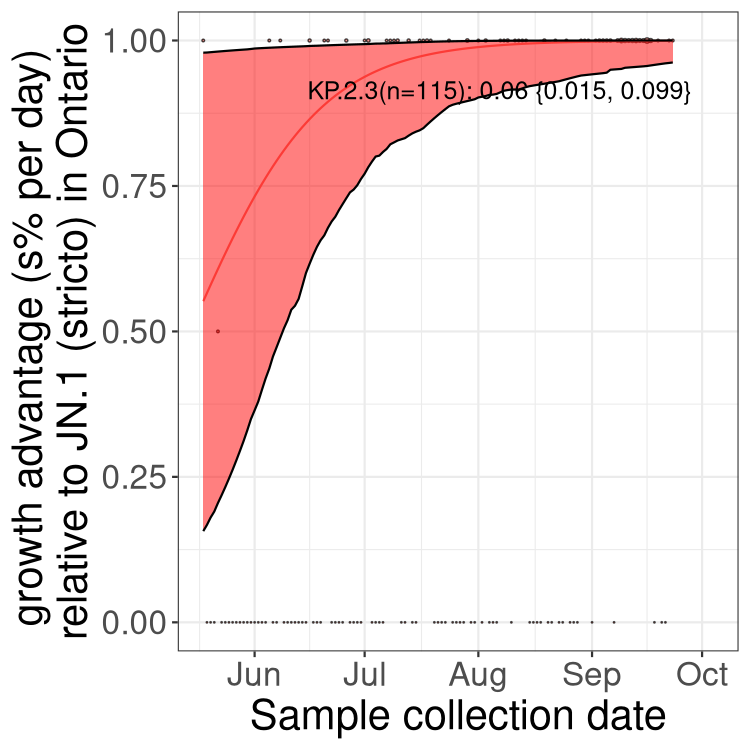 growth advantage (s% per day)
relative to JN.1 (stricto) in Ontario
1.00
0.75
0.50
0.25
0.00
KP.2.3(n=115): 0.06 {0.015, 0.099}
Jun Jul Aug Sep Oct
Sample collection date